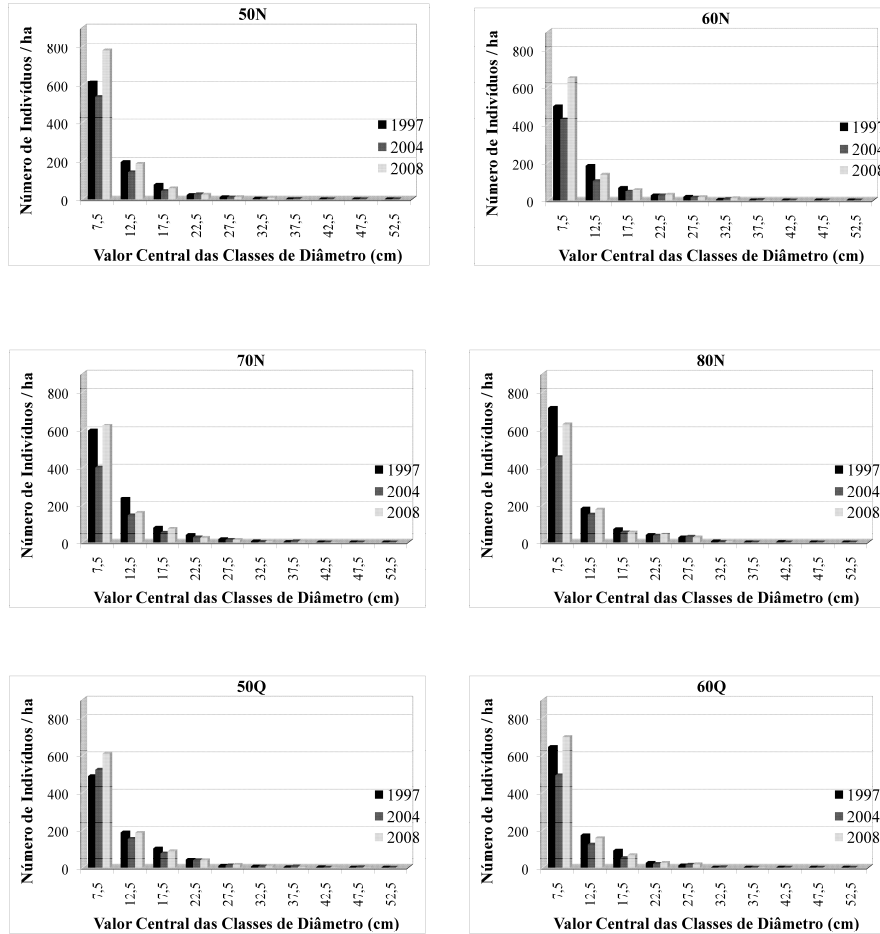 50N
Número de Indivíduos / ha
800
600
400
200
0
7,5 12,5 17,5 22,5 27,5 32,5 37,5 42,5 47,5 52,5
Valor Central das Classes de Diâmetro (cm)
1997
2004
2008
60N
Número de Indivíduos / ha
800
600
400
200
0
7,5 12,5 17,5 22,5 27,5 32,5 37,5 42,5 47,5 52,5
Valor Central das Classes de Diâmetro (cm)
1997
2004
2008
70N
Número de Indivíduos / ha
800
600
400
200
0
7,5 12,5 17,5 22,5 27,5 32,5 37,5 42,5 47,5 52,5
Valor Central das Classes de Diâmetro (cm)
1997
2004
2008
80N
Número de Indivíduos / ha
800
600
400
200
0
7,5 12,5 17,5 22,5 27,5 32,5 37,5 42,5 47,5 52,5
Valor Central das Classes de Diâmetro (cm)
1997
2004
2008
50Q
Número de Indivíduos / ha
800
600
400
200
0
7,5 12,5 17,5 22,5 27,5 32,5 37,5 42,5 47,5 52,5
Valor Central das Classes de Diâmetro (cm)
1997
2004
2008
60Q
Número de Indivíduos / ha
800
600
400
200
0
7,5 12,5 17,5 22,5 27,5 32,5 37,5 42,5 47,5 52,5
Valor Central das Classes de Diâmetro (cm)
1997
2004
2008